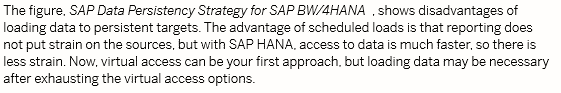 The figure, SAP Data Persistency Strategy for SAP BW/4HANA , shows disadvantages of
loading data to persistent targets. The advantage of scheduled loads is that reporting does
not put strain on the sources, but with SAP HANA, access to data is much faster, so there is
less strain. Now, virtual access can be your first approach, but loading data may be necessary
after exhausting the virtual access options.